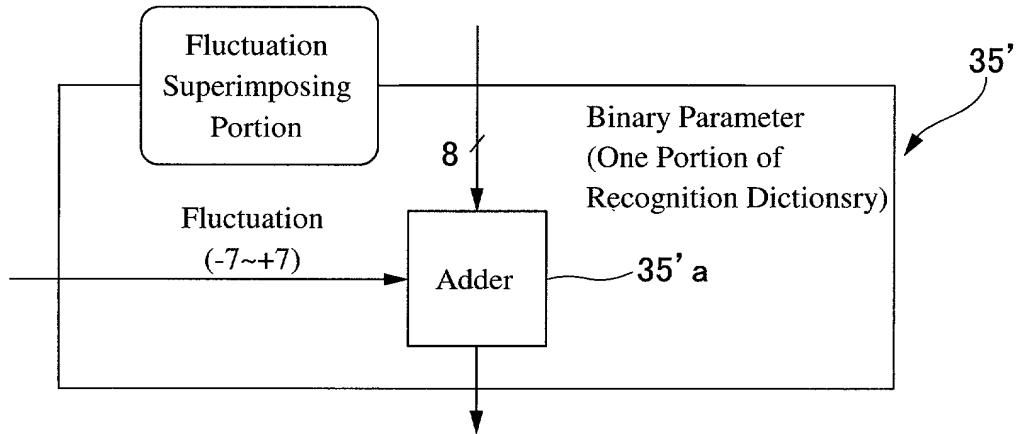 Fluctuation
Superimposing
Portion
35'
8
Binary Parameter
(One Portion of
Recognition Dictionsry)
Fluctuation
(-7~+7)
Adder
35' a